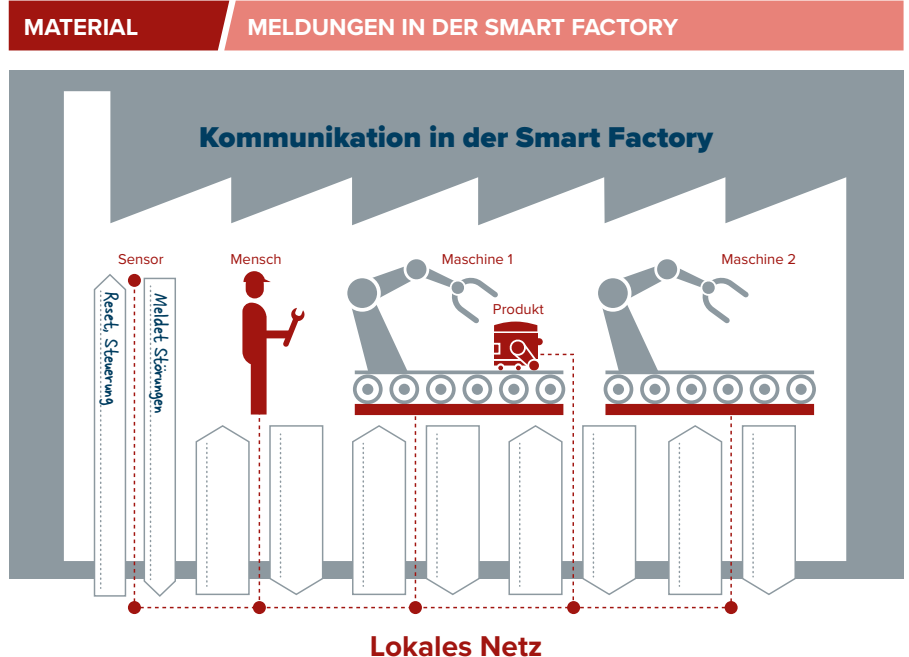 MATERIAL
MELDUNGEN IN DER SMART FACTORY
Kommunikation in der Smart Factory
Sensor
Mensch
Maschine 1
Maschine 2
Produkt
Reset, Steuerung
Meldet Störungen
Lokales Netz